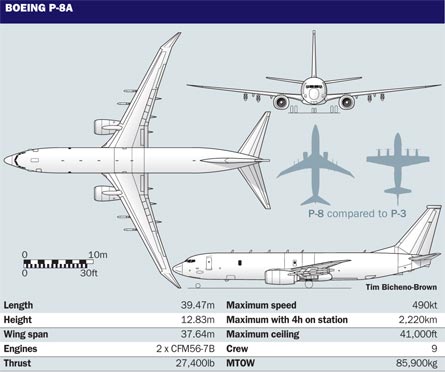 BOEING P-8A
P-8 compared to P-3
0 10m
0 30ft
Tim Bicheno-Brown
Length 39.47m Maximum speed 490kt
Height 12.83m Maximum with 4h on station 2,220km
Wing span 37.64m Maximum ceiling 41,000ft
Engines 2 x CFM56-7B Crew 9
Thrust 27,400lb MTOW 85,900kg